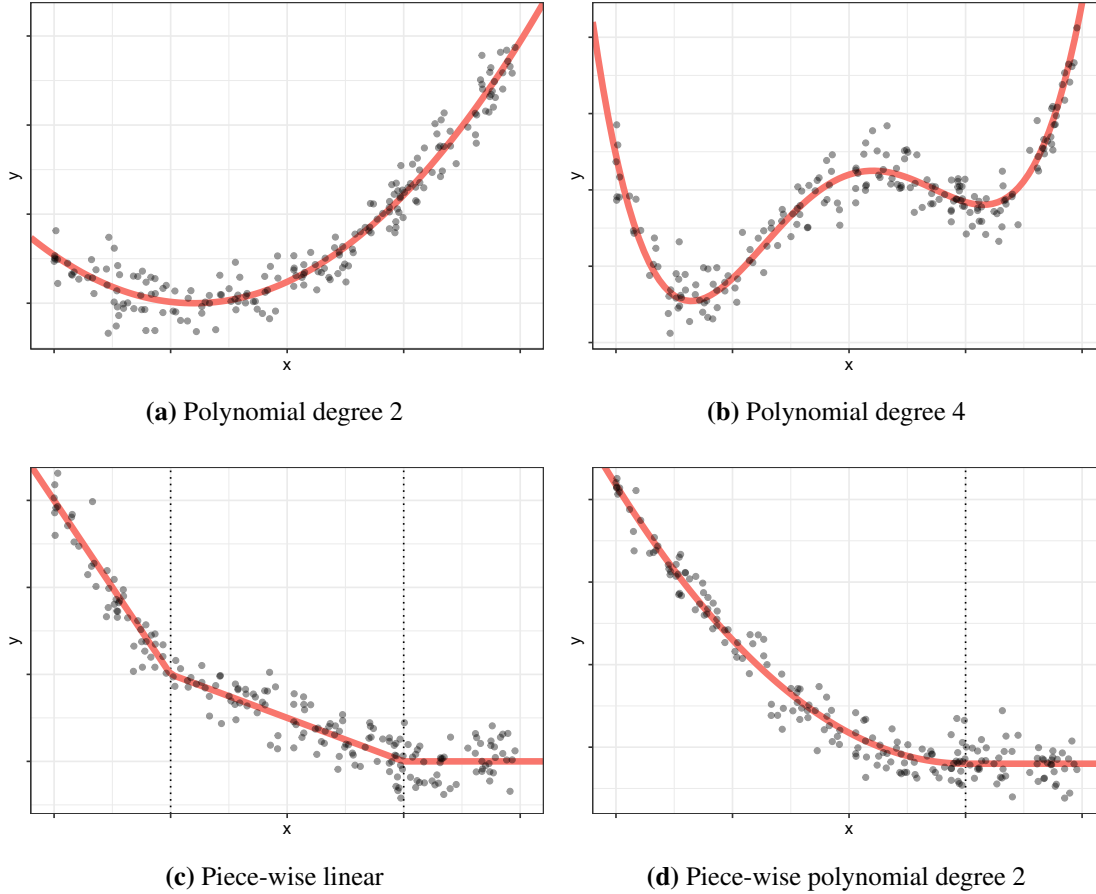 y
y
x
x
(a) Polynomial degree 2
(b) Polynomial degree 4
y
y
x
x
(c) Piece-wise linear
(d) Piece-wise polynomial degree 2